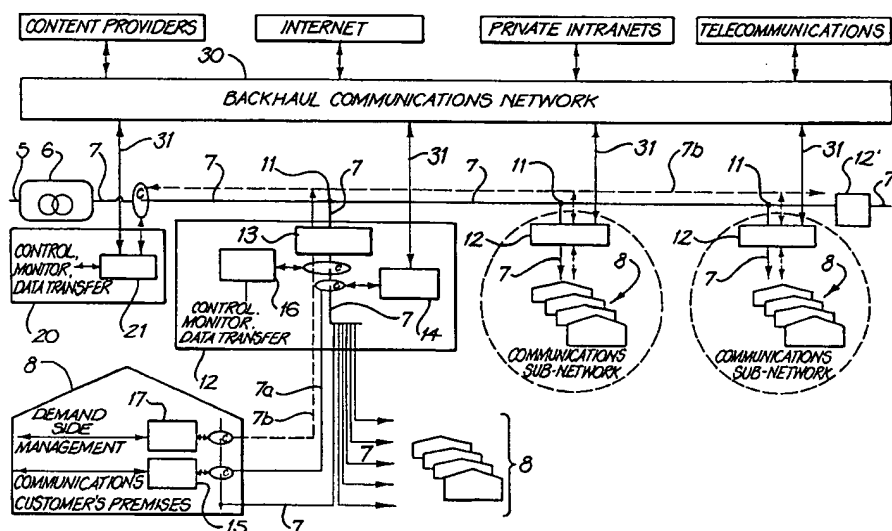 CONTENT PROVIDERS
INTERNET
PRIVATE INTRANETS
TELECOMMUNICATIONS
30
BACKHAUL COMMUNICATIONS NETWORK
31
31
31
31
5
6
7
C
7
11
7
7
11
7b
11
12'
7
13
12
12
CONTROL,
MONITOR,
DATA TRANSFER
20
21
16
C
C
CONTROL,
MONITOR,
DATA TRANSFER
7
14
12
7
8
7
8
COMMUNICATIONS
SUB-NETWORK
COMMUNICATIONS
SUB-NETWORK
8
17
7a
7b
DEMAND
SIDE
MANAGEMENT
C
COMMUNICATIONS
C
CUSTOMER'S PREMISES
15
7
7
8